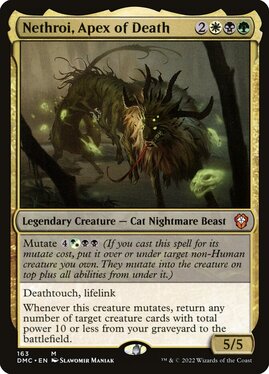 Nethroi, Apex of Death 2
Legendary Creature — Cat Nightmare Beast
Mutate 4 (If you cast this spell for its
mutate cost, put it over or under target non-Human
creature you own. They mutate into the creature on
top plus all abilities from under it.)
Deathtouch, lifelink
Whenever this creature mutates, return any
number of target creature cards with total
power 10 or less from your graveyard to the
battlefield.
5/5
163 M
DMC • EN SLAWOMIR MANIAK
™ & © 2022 Wizards of the Coast